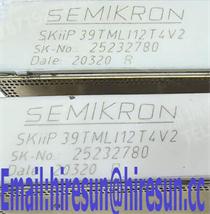 SEMIKRON
SKiiP 39TMLI12T4V2
SK-No. 25232780
Date: 20320 R
SEMIKRON
SKiiP 39TMLI12T4V2
SK-No. 25232780
Date: 20320 R
Email:hiresun@hiresun.cc